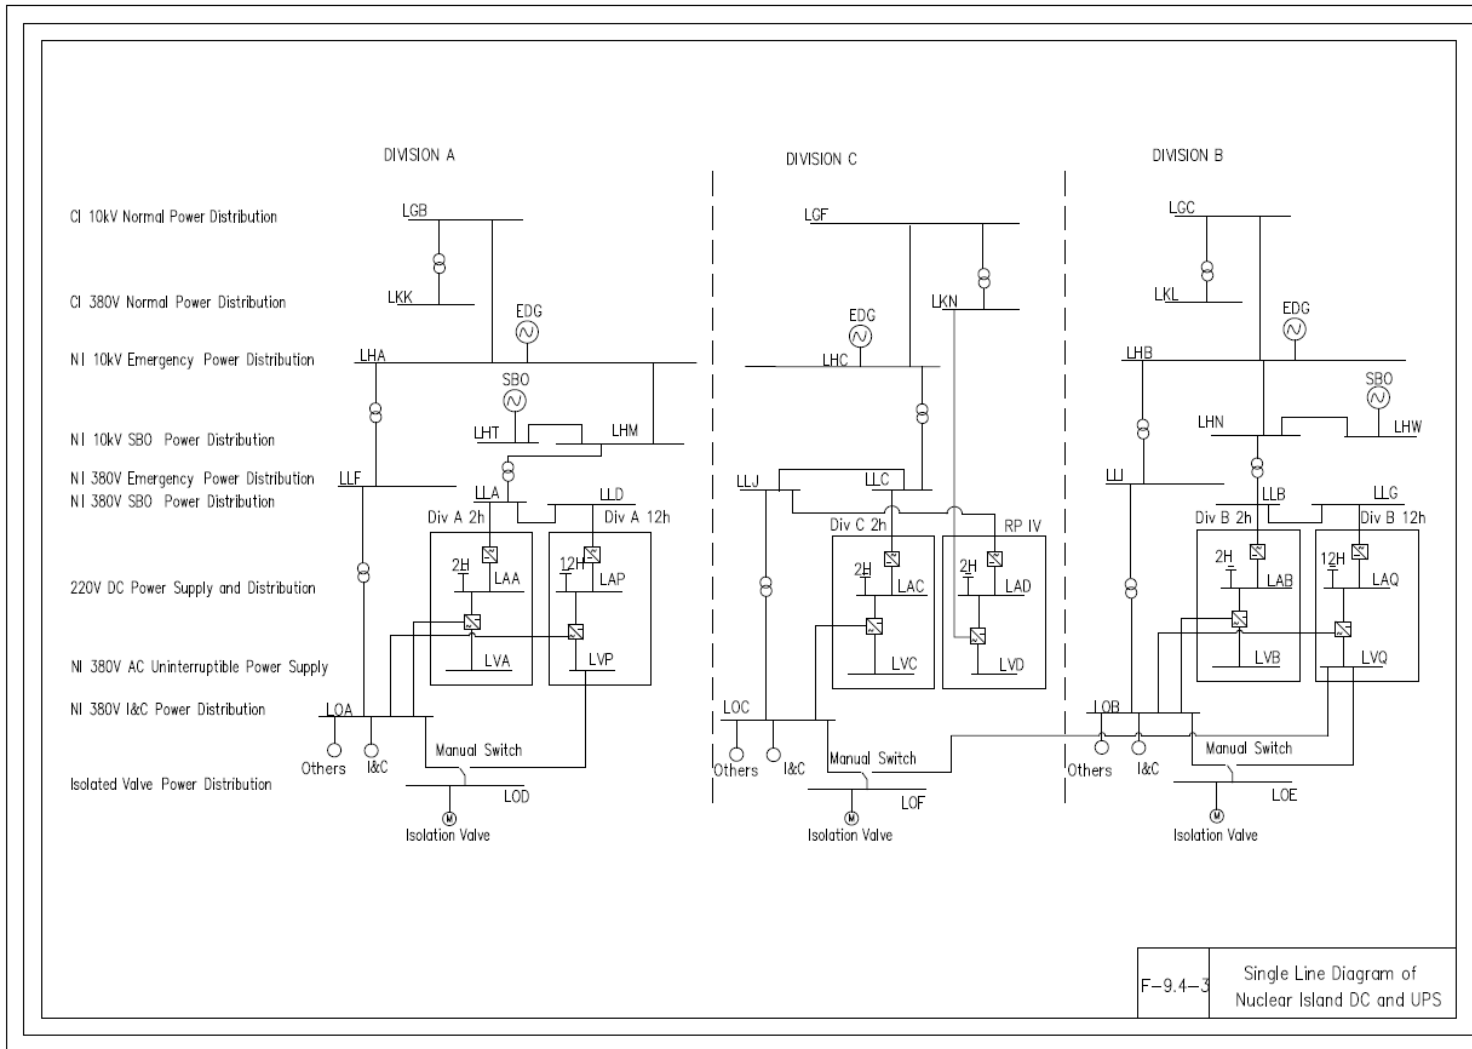 DIVISION A
DIVISION C
DIVISION B
CI 10kV Normal Power Distribution
LGB
LGF
LGC
CI 380V Normal Power Distribution
LKK
LKN
LKL
EDG
EDG
EDG
NI 10kV Emergency Power Distribution
LHA
LHC
LHB
SBO
SBO
NI 10kV SBO Power Distribution
LHT
LHM
LHN
LHW
NI 380V Emergency Power Distribution
LLF
LLJ
LLC
LLI
NI 380V SBO Power Distribution
LLA
LLD
LLB
LLG
Div A 2h
Div A 12h
Div C 2h
RP IV
Div B 2h
Div B 12h
2H
12H
2H
2H
2H
12H
220V DC Power Supply and Distribution
LAA
LAP
LAC
LAD
LAB
LAQ
NI 380V AC Uninterruptible Power Supply
LVA
LVP
LVC
LVD
LVB
LVQ
NI 380V I&C Power Distribution
LOA
LOC
LOB
Manual Switch
Manual Switch
Manual Switch
Others
I&C
Others
I&C
Others
I&C
Isolated Valve Power Distribution
LOD
LOF
LOE
M
M
M
Isolation Valve
Isolation Valve
Isolation Valve
F-9.4-3
Single Line Diagram of
Nuclear Island DC and UPS